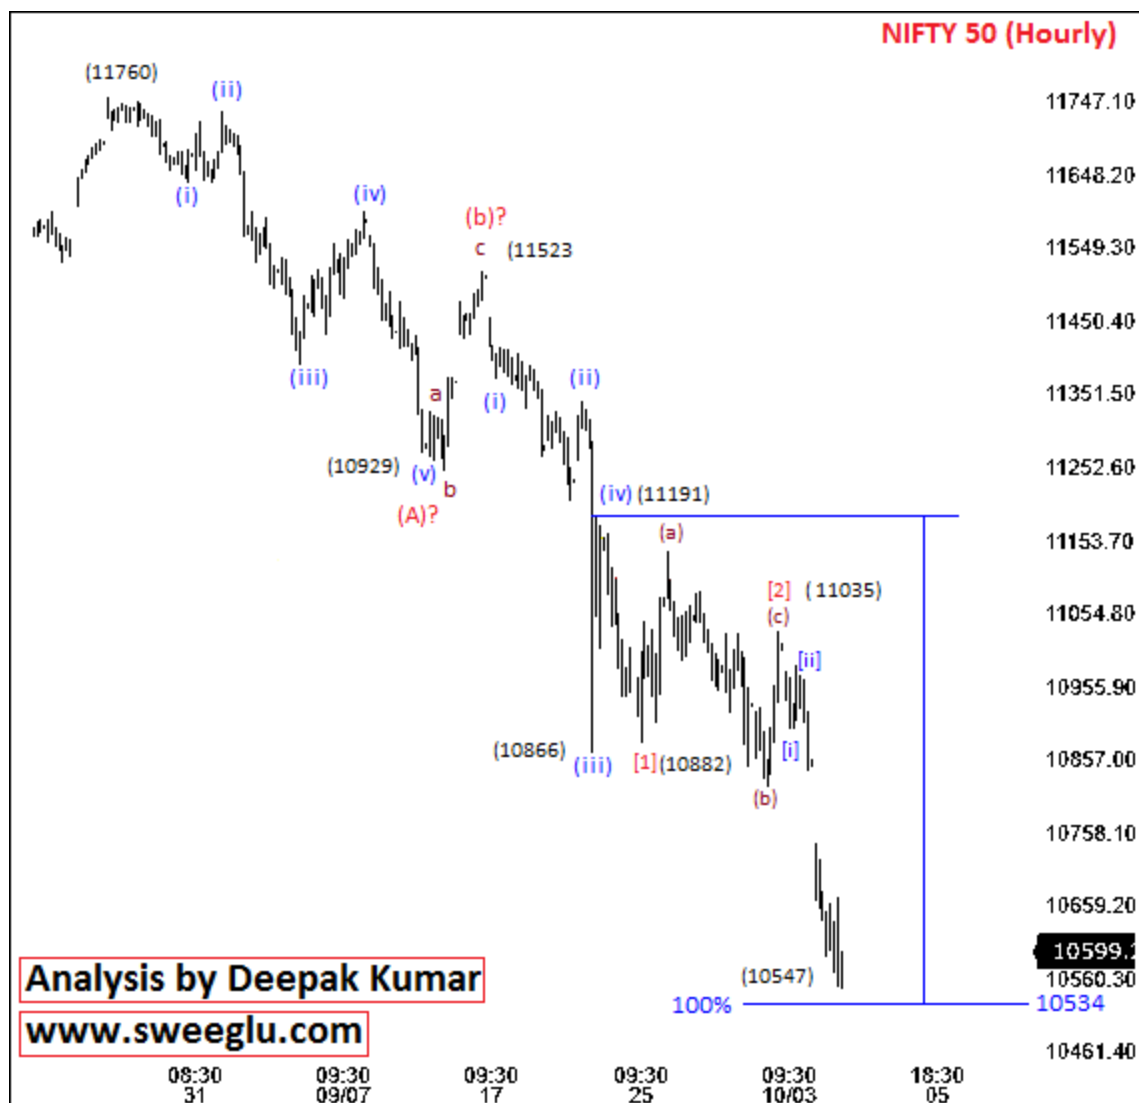 NIFTY 50 (Hourly)
(11760)
(ii)
11747.10
11648.20
(i)
(iv)
(b)?
c
(11523
11549.30
11450.40
(iii)
a
(i)
(ii)
11351.50
(10929)
(v)
b
11252.60
(A)?
(iv)
(11191)
(a)
11153.70
[2]
( 11035)
(c)
11054.80
[ii]
10955.90
(10866)
(iii)
[1]
(10882)
[i]
10857.00
(b)
10758.10
10659.20
10599.2
Analysis by Deepak Kumar
(10547)
10560.30
100%
10534
www.sweeglu.com
10461.40
08:30
09:30
09:30
09:30
09:30
18:30
31
09/07
17
25
10/03
05